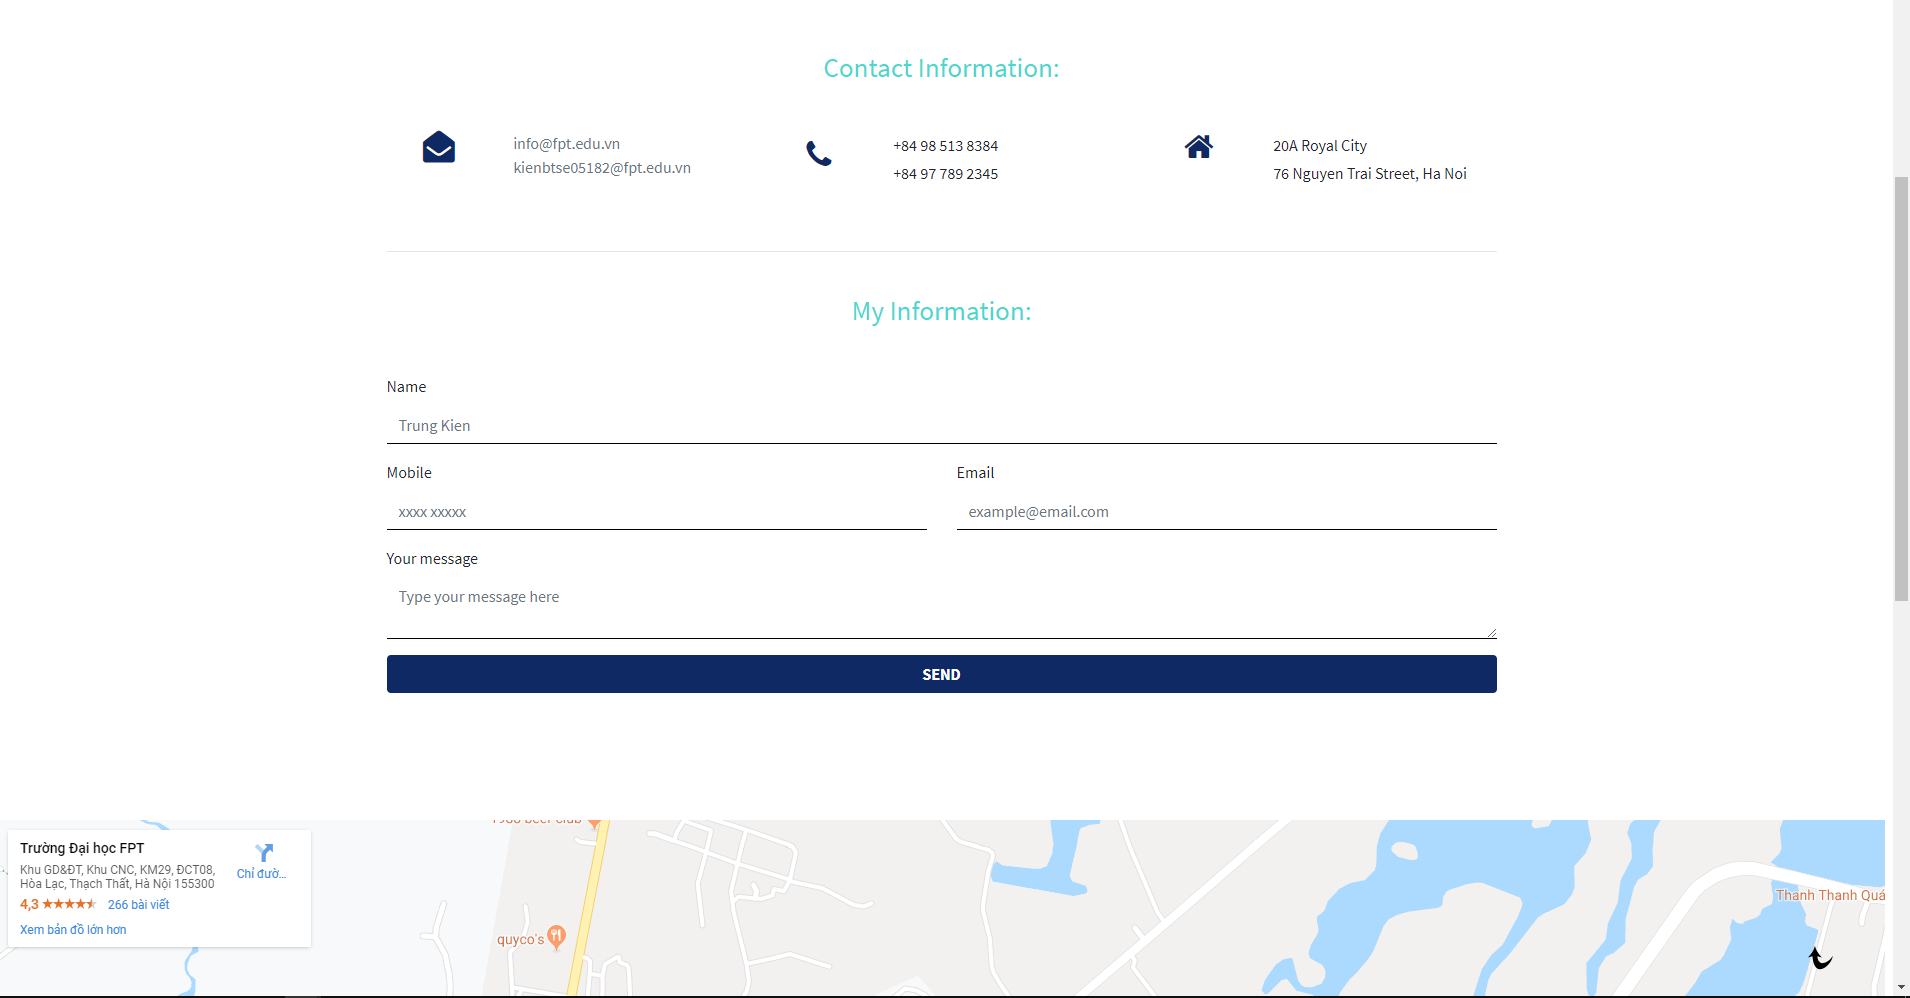 Contact Information:
info@fpt.edu.vn
kienbtse05182@fpt.edu.vn
+84 98 513 8384
+84 97 789 2345
20A Royal City
76 Nguyen Trai Street, Ha Noi
My Information:
Name
Trung Kien
Mobile
Email
xxxx xxxxx
example@email.com
Your message
Type your message here
SEND
1988 beer club
Trường Đại học FPT
Khu GD&ĐT, Khu CNC, KM29, ĐCT08,
Hòa Lạc, Thạch Thất, Hà Nội 155300
Chỉ đườ...
4,3
266 bài viết
Xem bản đồ lớn hơn
quyco's
Thanh Thanh Quá